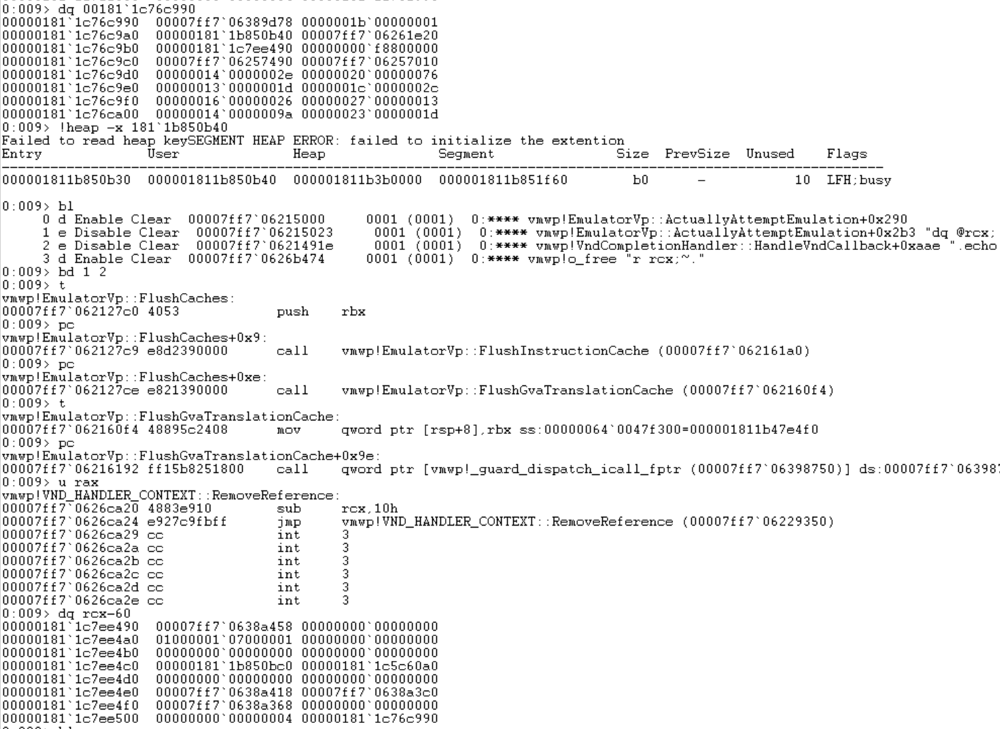 0:009> dq 00181`1c76c990
00000181`1c76c990  00007ff7`06389d78 0000001b`00000001
00000181`1c76c9a0  00000181`1b850b40 00007ff7`06261e20
00000181`1c76c9b0  00000181`1c7ee490 00000000`f8800000
00000181`1c76c9c0  00007ff7`06257490 00007ff7`06257010
00000181`1c76c9d0  00000014`0000002e 00000020`00000076
00000181`1c76c9e0  00000013`0000001d 0000001c`0000002c
00000181`1c76c9f0  00000016`00000026 00000027`00000013
00000181`1c76ca00  00000014`0000009a 00000023`0000001d
0:009> !heap -x 181`1b850b40
Failed to read heap keySEGMENT HEAP ERROR: failed to initialize the extention
Entry             User              Heap              Segment               Size  PrevSize  Unused    Flags
-------------------------------------------------------------------------------------------------------------
000001811b850b30  000001811b850b40  000001811b3b0000  000001811b851f60        b0      -            10  LFH;busy
0:009> bl
     0 d Enable Clear  00007ff7`06215000     0001 (0001)  0:**** vmwp!EmulatorVp::ActuallyAttemptEmulation+0x290
     1 e Disable Clear  00007ff7`06215023     0001 (0001)  0:**** vmwp!EmulatorVp::ActuallyAttemptEmulation+0x2b3 "dq @rcx;
     2 e Disable Clear  00007ff7`0621491e     0001 (0001)  0:**** vmwp!VndCompletionHandler::HandleVndCallback+0xaae ".echo
     3 d Enable Clear  00007ff7`0626b474     0001 (0001)  0:**** vmwp!o_free "r rcx;~."
0:009> bd 1 2
0:009> t
vmwp!EmulatorVp::FlushCaches:
00007ff7`062127c0 4053            push    rbx
0:009> pc
vmwp!EmulatorVp::FlushCaches+0x9:
00007ff7`062127c9 e8d2390000      call    vmwp!EmulatorVp::FlushInstructionCache (00007ff7`062161a0)
0:009> pc
vmwp!EmulatorVp::FlushCaches+0xe:
00007ff7`062127ce e821390000      call    vmwp!EmulatorVp::FlushGvaTranslationCache (00007ff7`062160f4)
0:009> t
vmwp!EmulatorVp::FlushGvaTranslationCache:
00007ff7`062160f4 48895c2408      mov     qword ptr [rsp+8],rbx ss:00000064`0047f300=000001811b47e4f0
0:009> pc
vmwp!EmulatorVp::FlushGvaTranslationCache+0x9e:
00007ff7`06216192 ff15b8251800    call    qword ptr [vmwp!_guard_dispatch_icall_fptr (00007ff7`06398750)] ds:00007ff7`06398
0:009> u rax
vmwp!VND_HANDLER_CONTEXT::RemoveReference:
00007ff7`0626ca20 4883e910        sub     rcx,10h
00007ff7`0626ca24 e927c9fbff      jmp     vmwp!VND_HANDLER_CONTEXT::RemoveReference (00007ff7`06229350)
00007ff7`0626ca29 cc              int     3
00007ff7`0626ca2a cc              int     3
00007ff7`0626ca2b cc              int     3
00007ff7`0626ca2c cc              int     3
00007ff7`0626ca2d cc              int     3
00007ff7`0626ca2e cc              int     3
0:009> dq rcx-60
00000181`1c7ee490  00007ff7`0638a458 00000000`00000000
00000181`1c7ee4a0  01000001`07000001 00000000`00000000
00000181`1c7ee4b0  00000000`00000000 00000000`00000000
00000181`1c7ee4c0  00000181`1b850bc0 00000181`1c5c60a0
00000181`1c7ee4d0  00000000`00000000 00000000`00000000
00000181`1c7ee4e0  00007ff7`0638a418 00007ff7`0638a3c0
00000181`1c7ee4f0  00007ff7`0638a368 00000000`00000000
00000181`1c7ee500  00000000`00000004 00000181`1c76c990